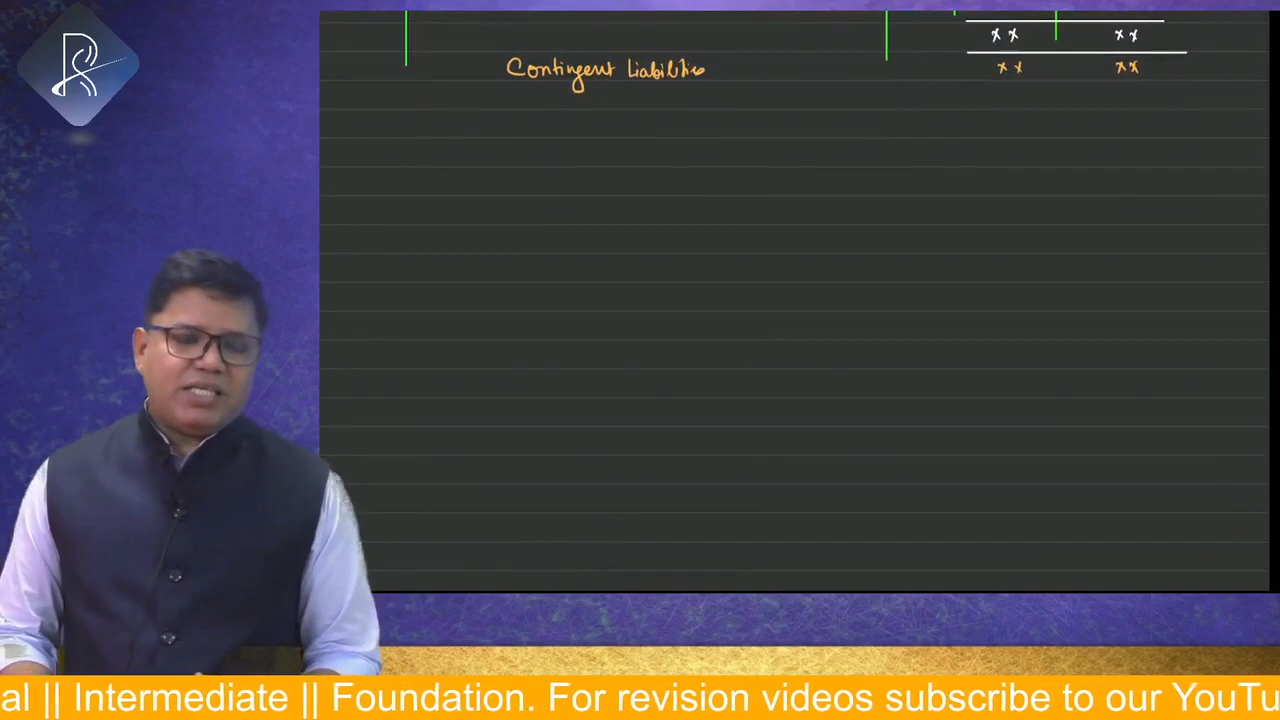 x x x x
Contingent Liabilities x x x x
al || Intermediate || Foundation. For revision videos subscribe to our YouTu